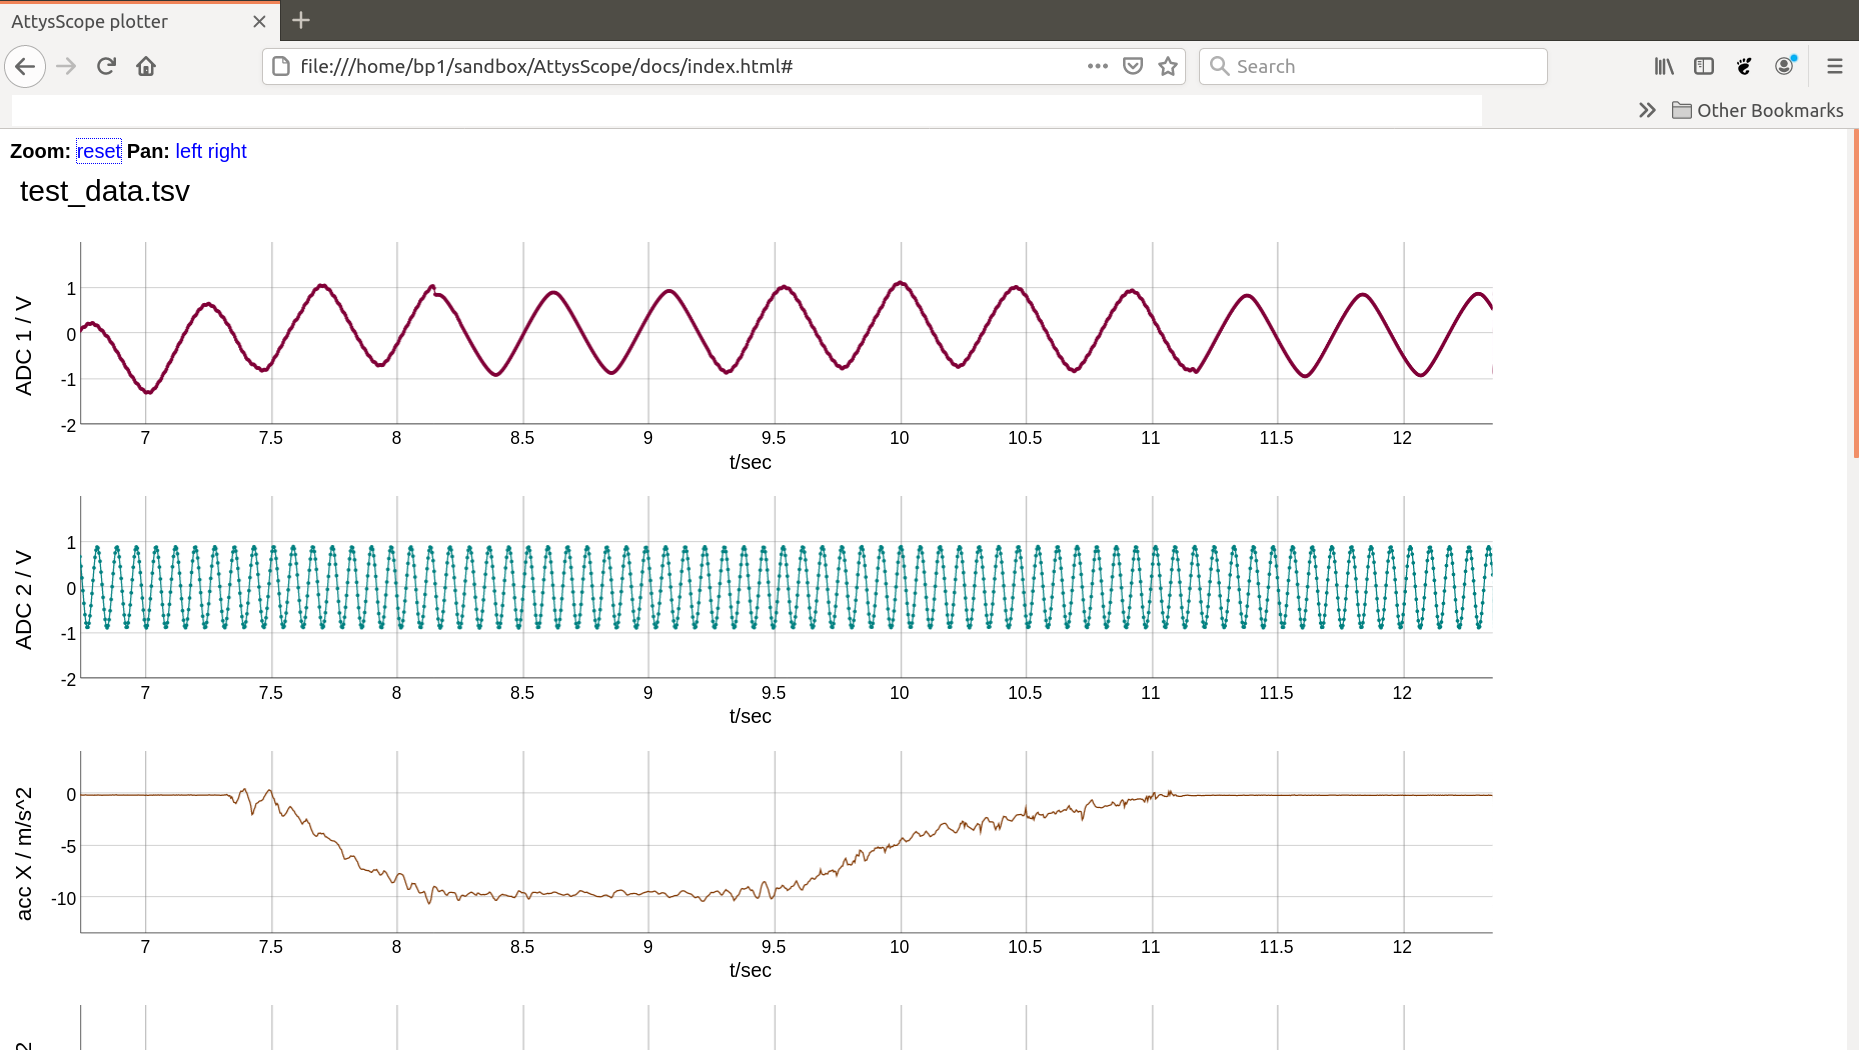 AttysScope plotter
file:///home/bp1/sandbox/AttysScope/docs/index.html#
Search
Other Bookmarks
Zoom: reset Pan: left right
test_data.tsv
ADC 1 / V
1
0
-1
-2
7 7.5 8 8.5 9 9.5 10 10.5 11 11.5 12
t/sec
ADC 2 / V
1
0
-1
-2
7 7.5 8 8.5 9 9.5 10 10.5 11 11.5 12
t/sec
acc X / m/s^2
0
-5
-10
7 7.5 8 8.5 9 9.5 10 10.5 11 11.5 12
t/sec